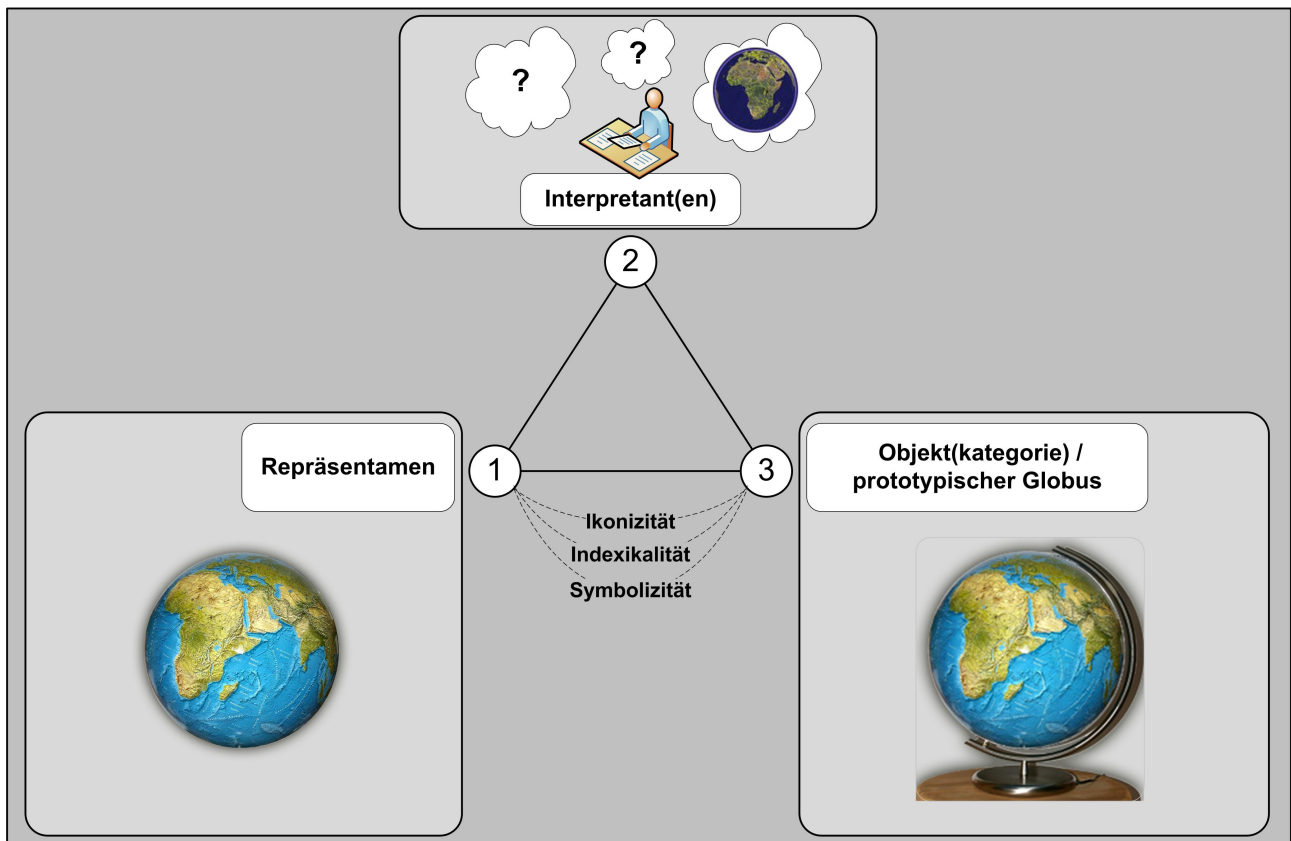 ?
?
Interpretant(en)
2
Repräsentamen
1
3
Objekt(kategorie) /
prototypischer Globus
Ikonizität
Indexikalität
Symbolizität